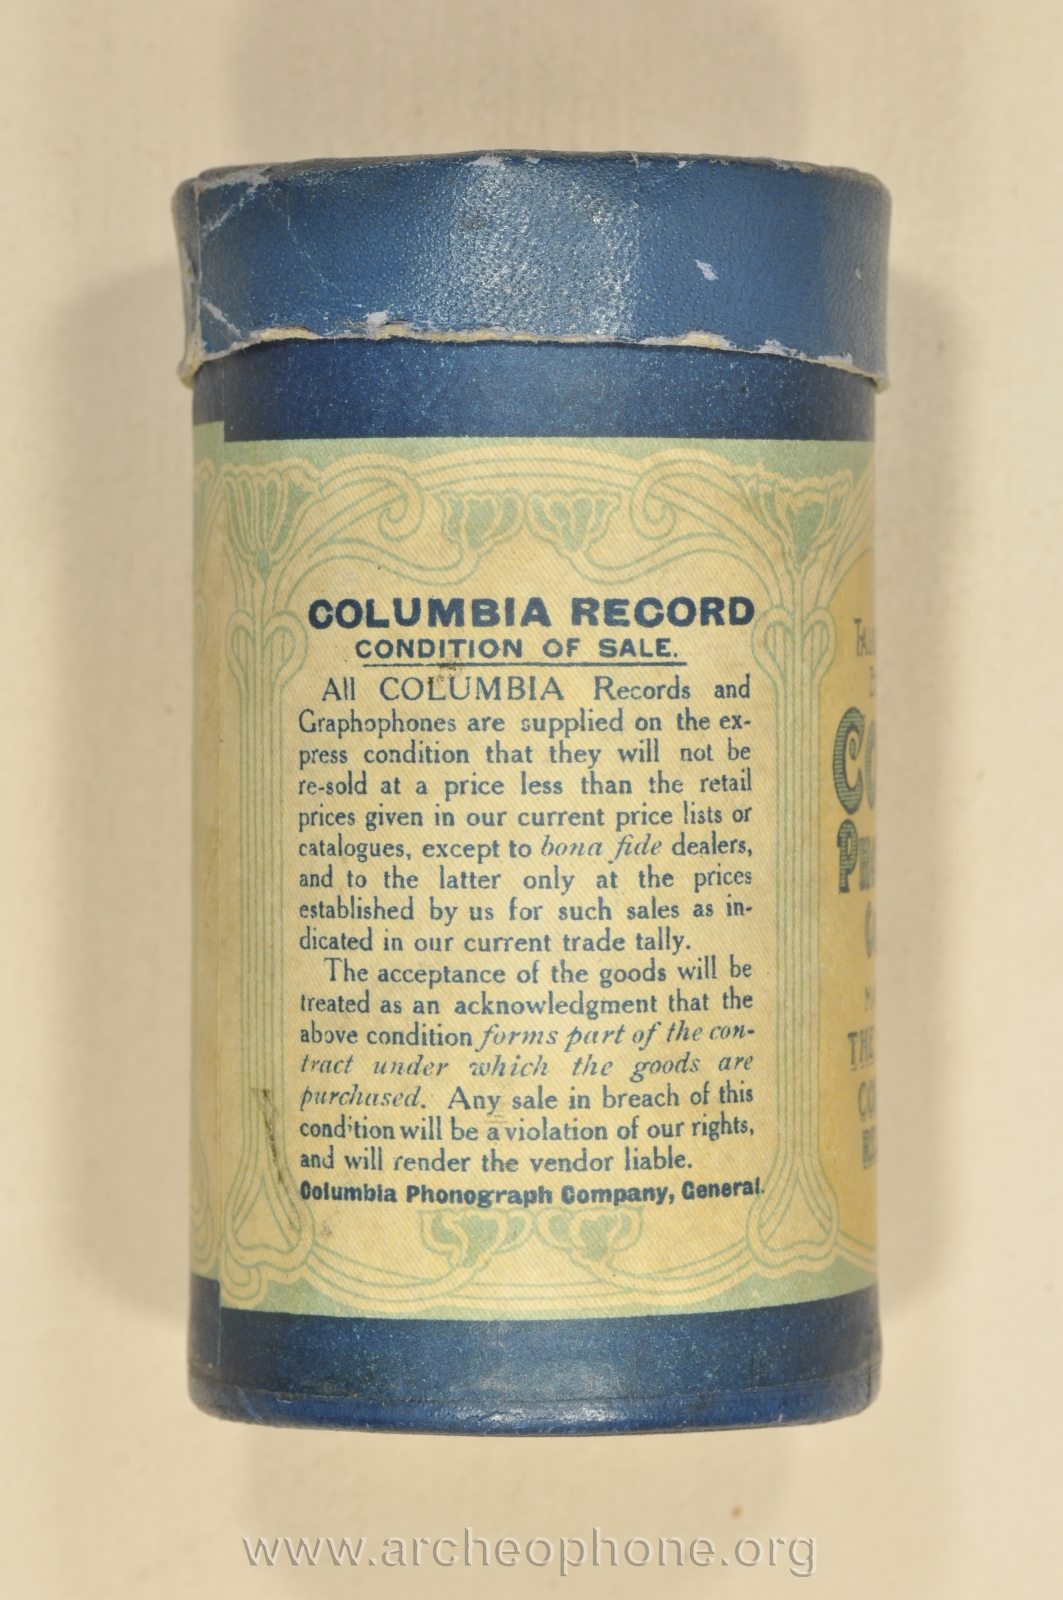 COLUMBIA RECORD
CONDITION OF SALE.
All COLUMBIA Records and
Graphophones are supplied on the ex-
press condition that they will not be
re-sold at a price less than the retail
prices given in our current price lists or
catalogues, except to bona fide dealers,
and to the latter only at the prices
established by us for such sales as in-
dicated in our current trade tally.
The acceptance of the goods will be
treated as an acknowledgment that the
above condition forms part of the con-
tract under which the goods are
purchased. Any sale in breach of this
condition will be a violation of our rights,
and will render the vendor liable.
Columbia Phonograph Company, General.
THE
www.archeophone.org